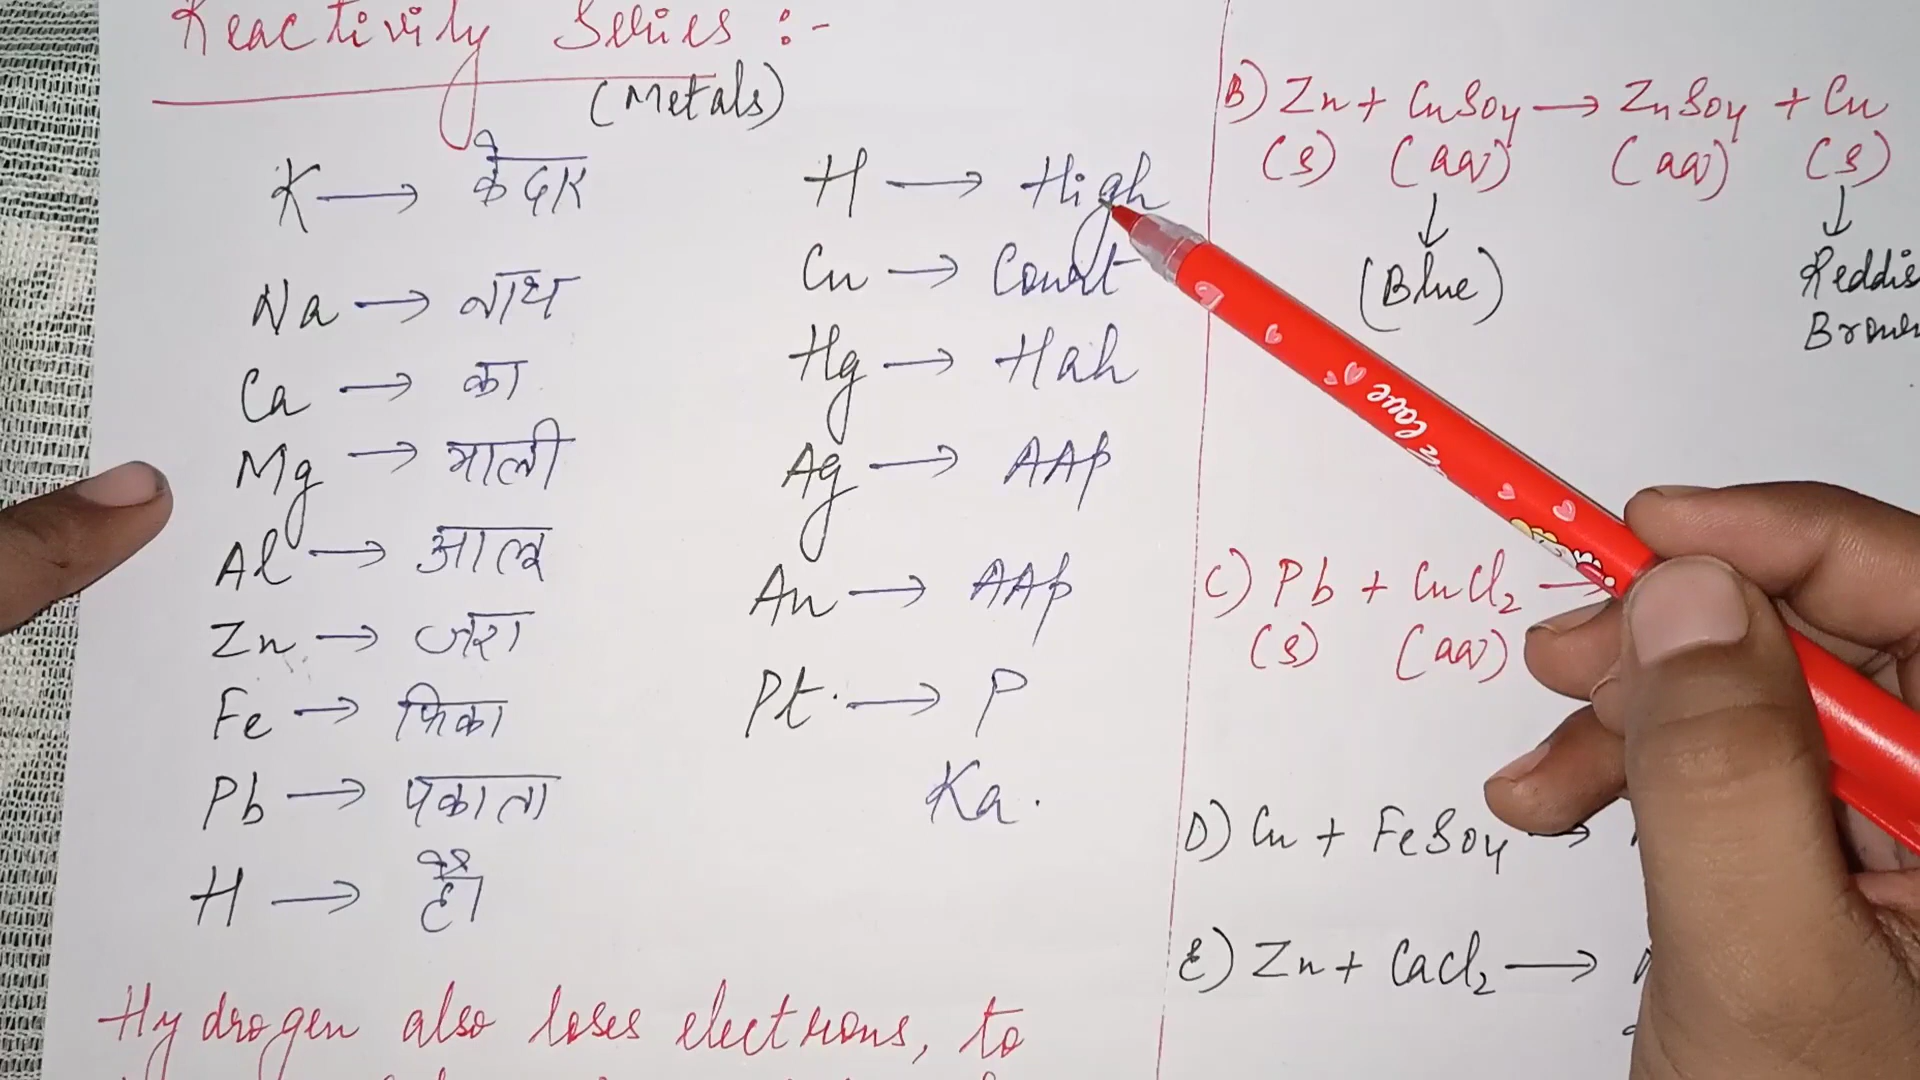 Reactivity Series :-
(Metals)
K → केदार
Na → नाथ
Ca → का
Mg → माली
Al → आलू
Zn → जरा
Fe → फिका
Pb → पकाता
H → है।
H → High
Cu → Court
Hg → Hah
Ag → AAp
Au → AAp
Pt. → P
Ka.
Hydrogen also loses electrons, to
B) Zn + CuSO4 → ZnSO4 + Cu
(s) (aq) (aq) (s)
(Blue)
Reddis
Brown
C) Pb + CuCl2 →
(s) (aq)
D) Cu + FeSO4 →
E) Zn + CaCl2 →